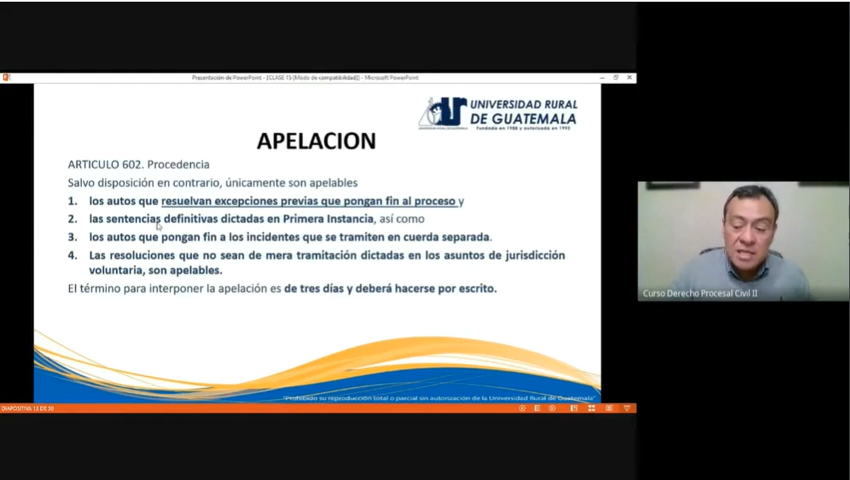 Presentación de PowerPoint - [CLASE 15 [Modo de compatibilidad]] - Microsoft PowerPoint
UNIVERSIDAD RURAL
DE GUATEMALA
Fundada en 1988 y autorizada en 1995
APELACION
ARTICULO 602. Procedencia
Salvo disposición en contrario, únicamente son apelables
1. los autos que resuelvan excepciones previas que pongan fin al proceso y
2. las sentencias definitivas dictadas en Primera Instancia, así como
3. los autos que pongan fin a los incidentes que se tramiten en cuerda separada.
4. Las resoluciones que no sean de mera tramitación dictadas en los asuntos de jurisdicción
voluntaria, son apelables.
El término para interponer la apelación es de tres días y deberá hacerse por escrito.
"Prohibido su reproducción total o parcial sin autorización de la Universidad Rural de Guatemala"
DIAPOSITIVA 13 DE 30
Curso Derecho Procesal Civil II